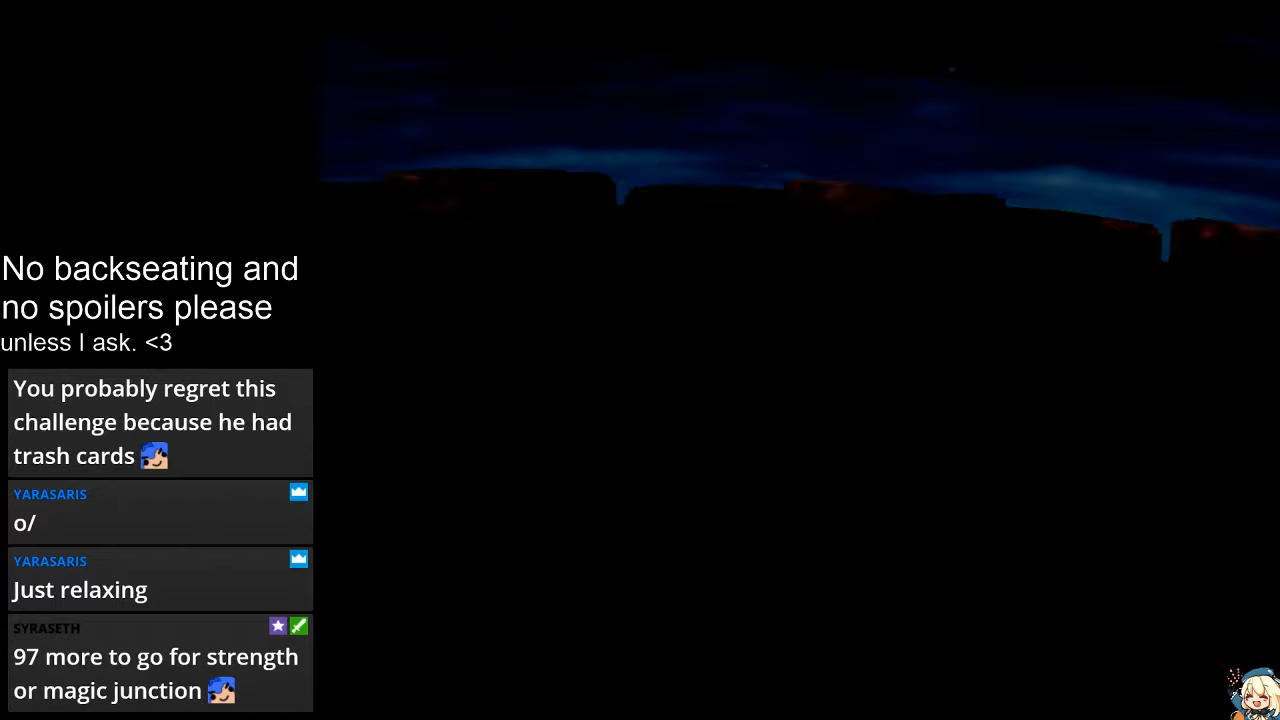 No backseating and
no spoilers please
unless I ask. <3
You probably regret this
challenge because he had
trash cards
YARASARIS
o/
YARASARIS
Just relaxing
SYRASETH
97 more to go for strength
or magic junction